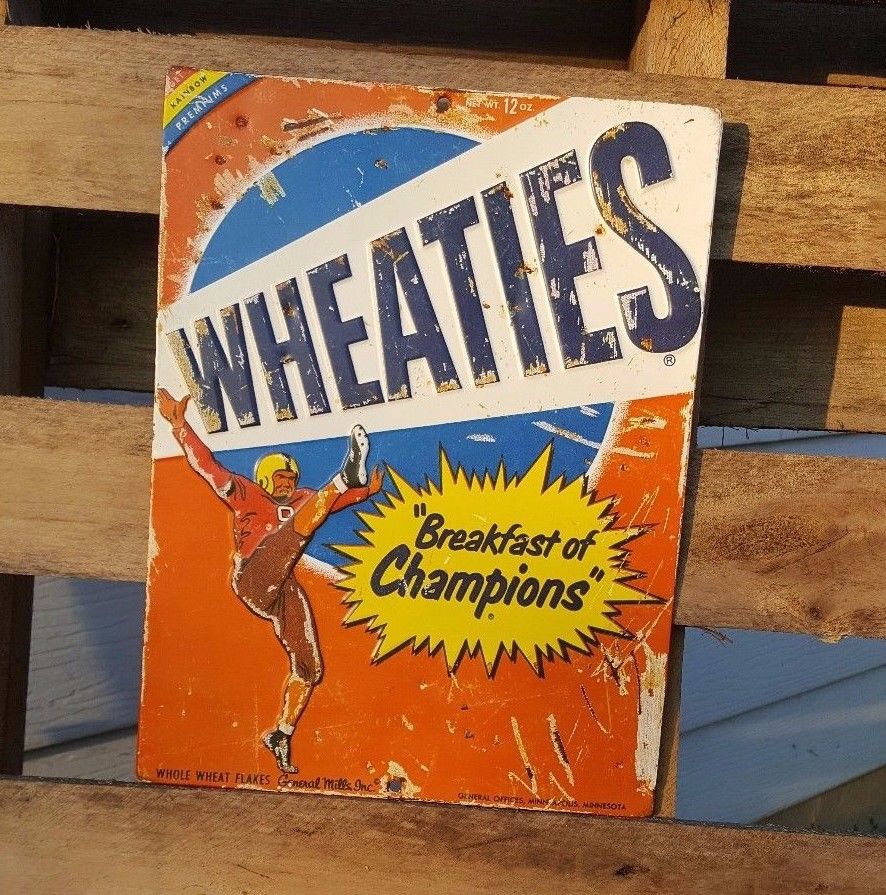 GET
RAINBOW
PREMIUMS
NET WT. 12 OZ.
WHEATIES®
"Breakfast of
Champions"®
WHOLE WHEAT FLAKES General Mills, Inc.
GENERAL OFFICES, MINNEAPOLIS, MINNESOTA